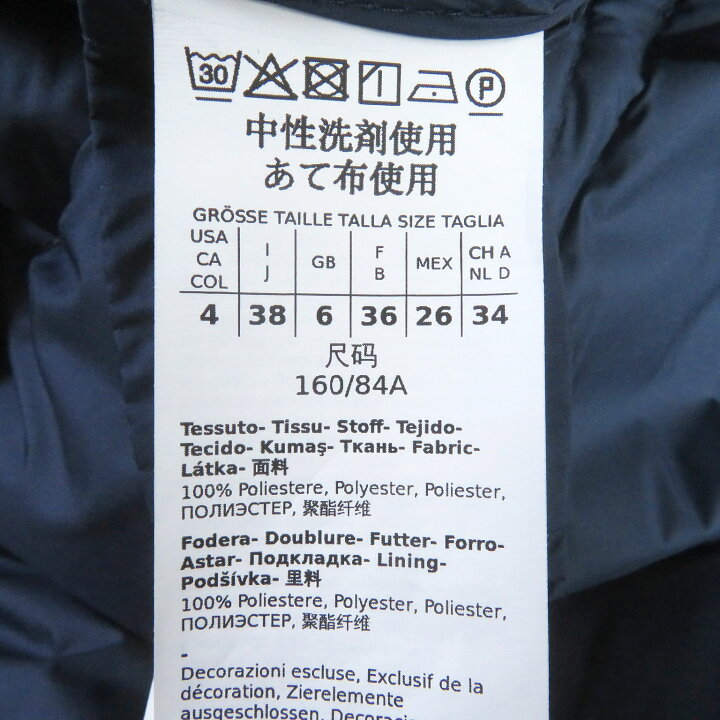 30 P
中性洗剤使用
あて布使用
GRÖSSE TAILLE TALLA SIZE TAGLIA
USA CA COL I J GB F B MEX CH A NL D
4 38 6 36 26 34
尺码
160/84A
Tessuto- Tissu- Stoff- Tejido-
Tecido- Kumaş- Ткань- Fabric-
Látka- 面料
100% Poliestere, Polyester, Poliester,
ПОЛИЭСТЕР, 聚酯纤维
Fodera- Doublure- Futter- Forro-
Astar- Подкладка- Lining-
Podšívka- 里料
100% Poliestere, Polyester, Poliester,
ПОЛИЭСТЕР, 聚酯纤维
-
Decorazioni escluse, Exclusif de la
décoration, Zierelemente
ausgeschlossen, Decoracion